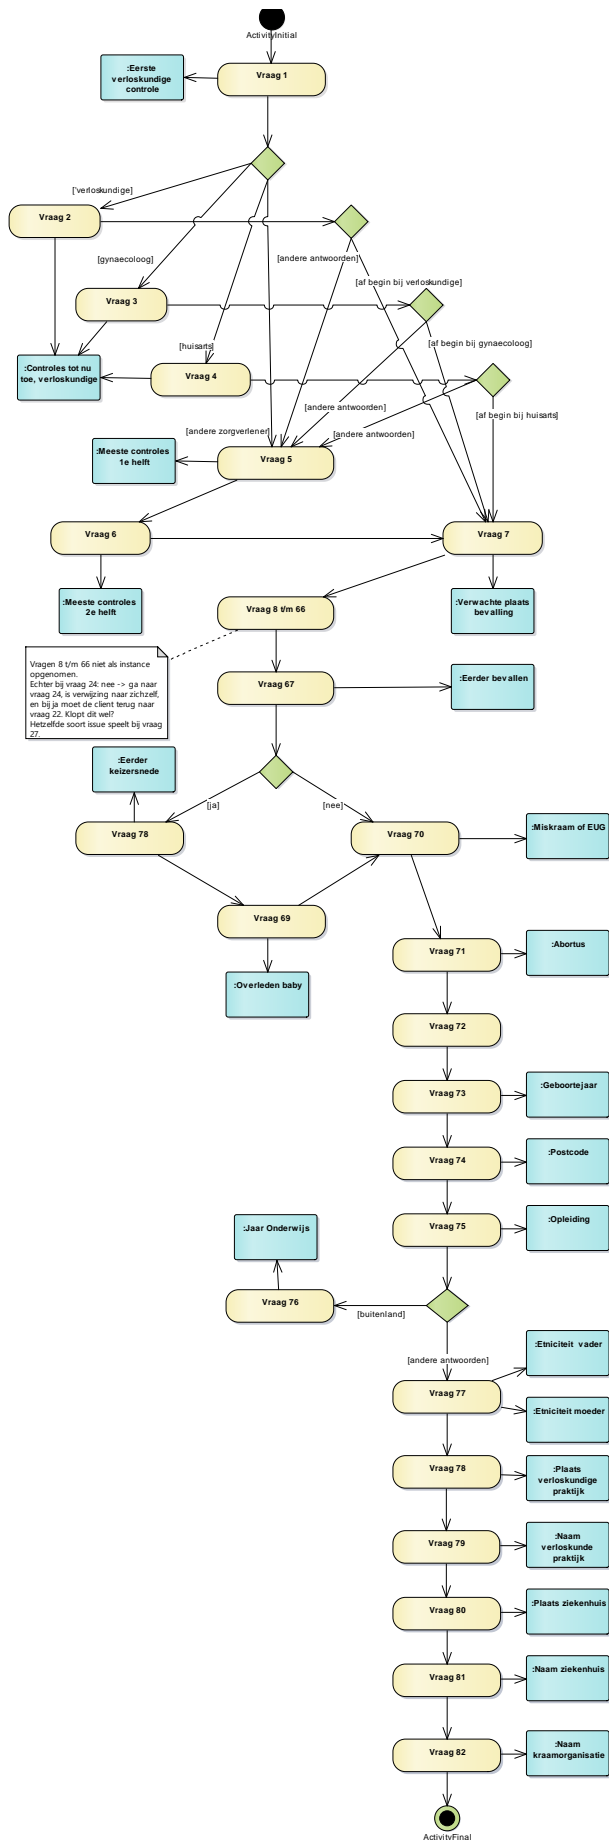 ActivityInitial
:Eerste
verloskundige
controle
Vraag 1
['verloskundige]
Vraag 2
[gynaecoloog]
[andere antwoorden]
[af begin bij verloskundige]
Vraag 3
[huisarts]
[af begin bij gynaecoloog]
:Controles tot nu
toe, verloskundige
Vraag 4
[andere antwoorden]
[af begin bij huisarts]
[andere zorgverlener]
[andere antwoorden]
:Meeste controles
1e helft
Vraag 5
Vraag 6
Vraag 7
:Meeste controles
2e helft
Vraag 8 t/m 66
:Verwachte plaats
bevalling
Vragen 8 t/m 66 niet als instance
opgenomen.
Echter bij vraag 24: nee -> ga naar
vraag 24, is verwijzing naar zichzelf,
en bij ja moet de client terug naar
vraag 22. Klopt dit wel?
Hetzelfde soort issue speelt bij vraag
27.
Vraag 67
:Eerder bevallen
:Eerder
keizersnede
[ja]
[nee]
Vraag 78
Vraag 70
:Miskraam of EUG
Vraag 69
Vraag 71
:Abortus
:Overleden baby
Vraag 72
Vraag 73
:Geboortejaar
Vraag 74
:Postcode
Vraag 75
:Opleiding
:Jaar Onderwijs
Vraag 76
[buitenland]
[andere antwoorden]
:Etniciteit vader
Vraag 77
:Etniciteit moeder
Vraag 78
:Plaats
verloskundige
praktijk
Vraag 79
:Naam
verloskunde
praktijk
Vraag 80
:Plaats ziekenhuis
Vraag 81
:Naam ziekenhuis
Vraag 82
:Naam
kraamorganisatie
ActivityFinal